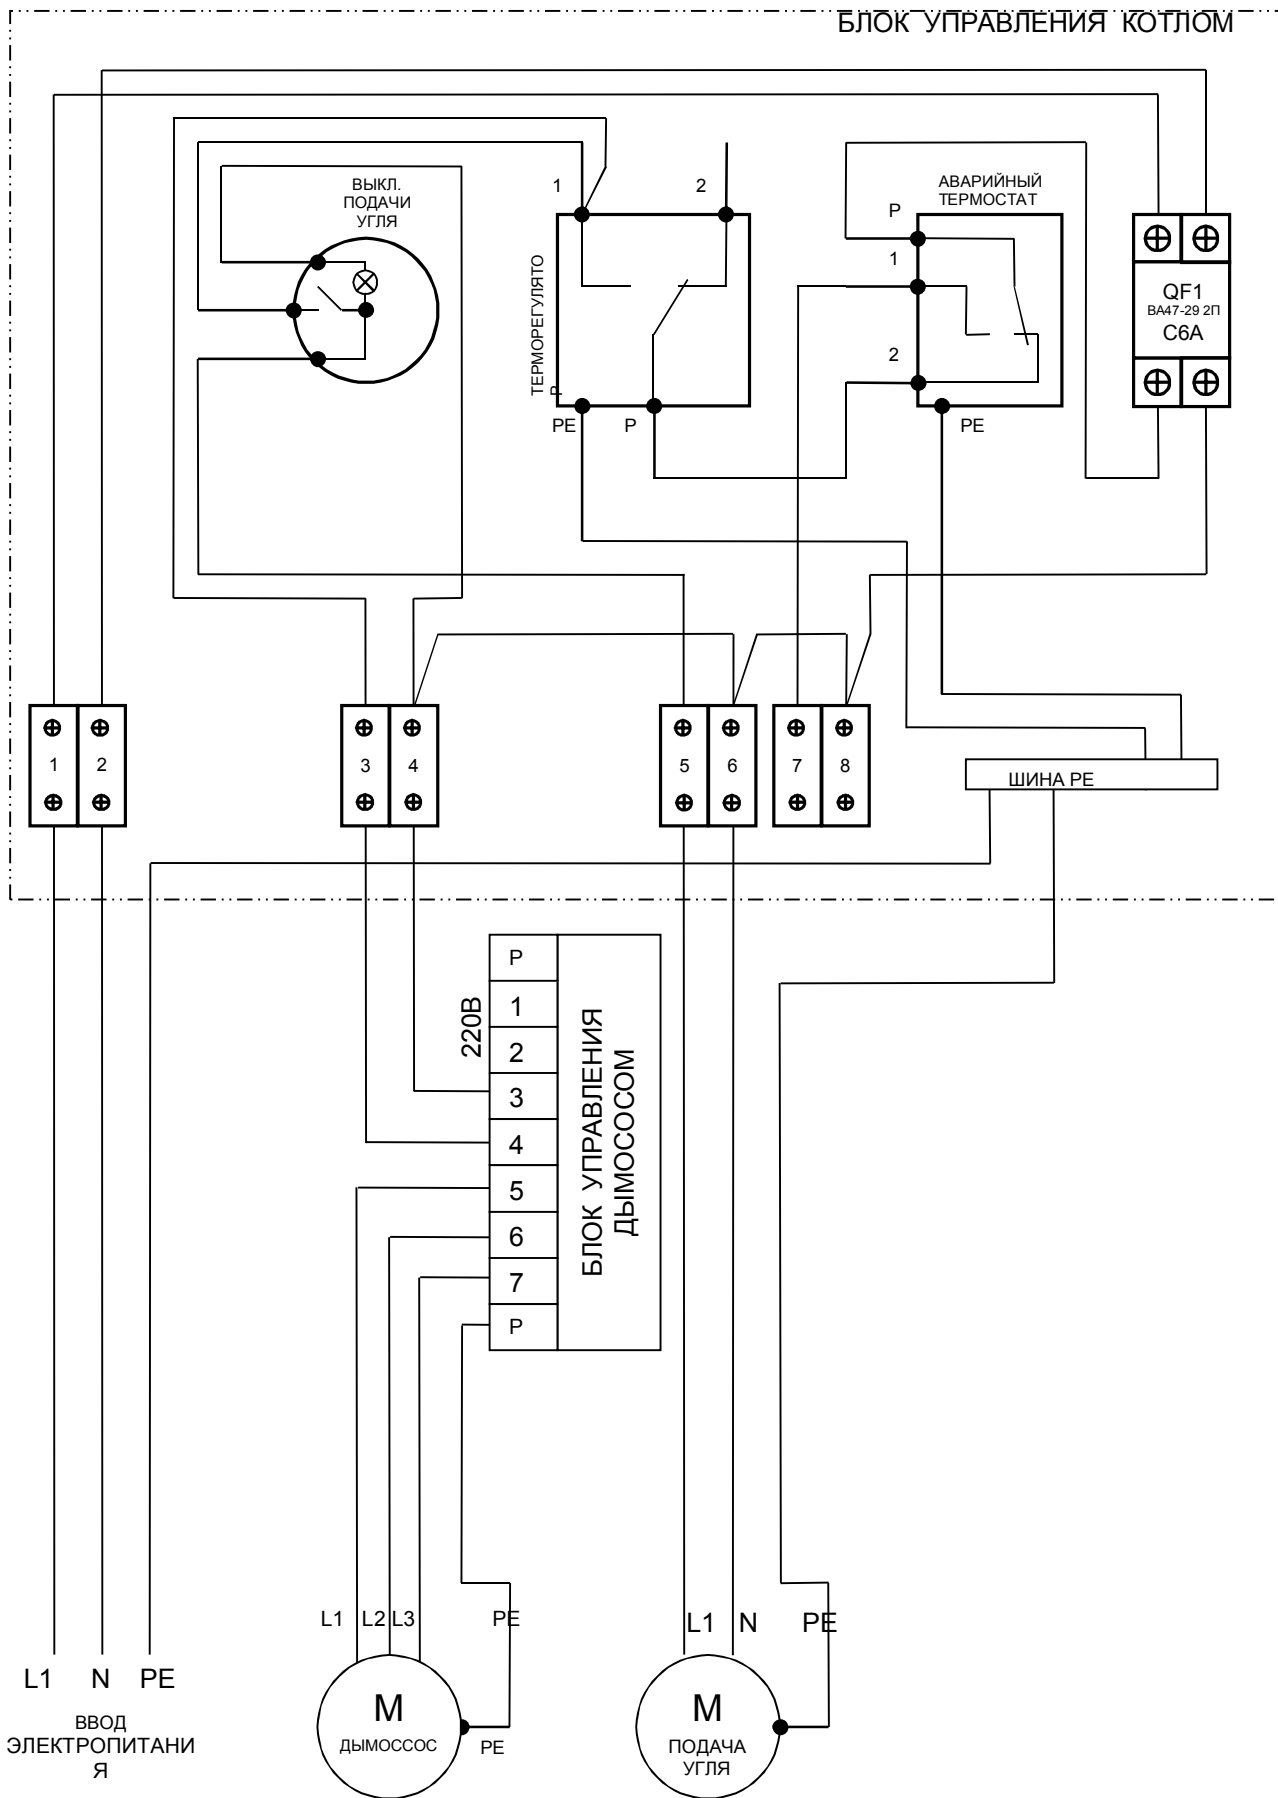 БЛОК УПРАВЛЕНИЯ КОТЛОМ
ВЫКЛ.
ПОДАЧИ
УГЛЯ
1
2
ТЕРМОРЕГУЛЯТО
Р
PE
P
АВАРИЙНЫЙ
ТЕРМОСТАТ
P
1
2
PE
QF1
ВА47-29 2П
C6A
1
2
3
4
5
6
7
8
ШИНА PE
220В
P
1
2
3
4
5
6
7
P
БЛОК УПРАВЛЕНИЯ
ДЫМОСОСОМ
L1
L2
L3
PE
L1
N
PE
L1
N
PE
ВВОД
ЭЛЕКТРОПИТАНИ
Я
M
ДЫМОССОС
PE
M
ПОДАЧА
УГЛЯ